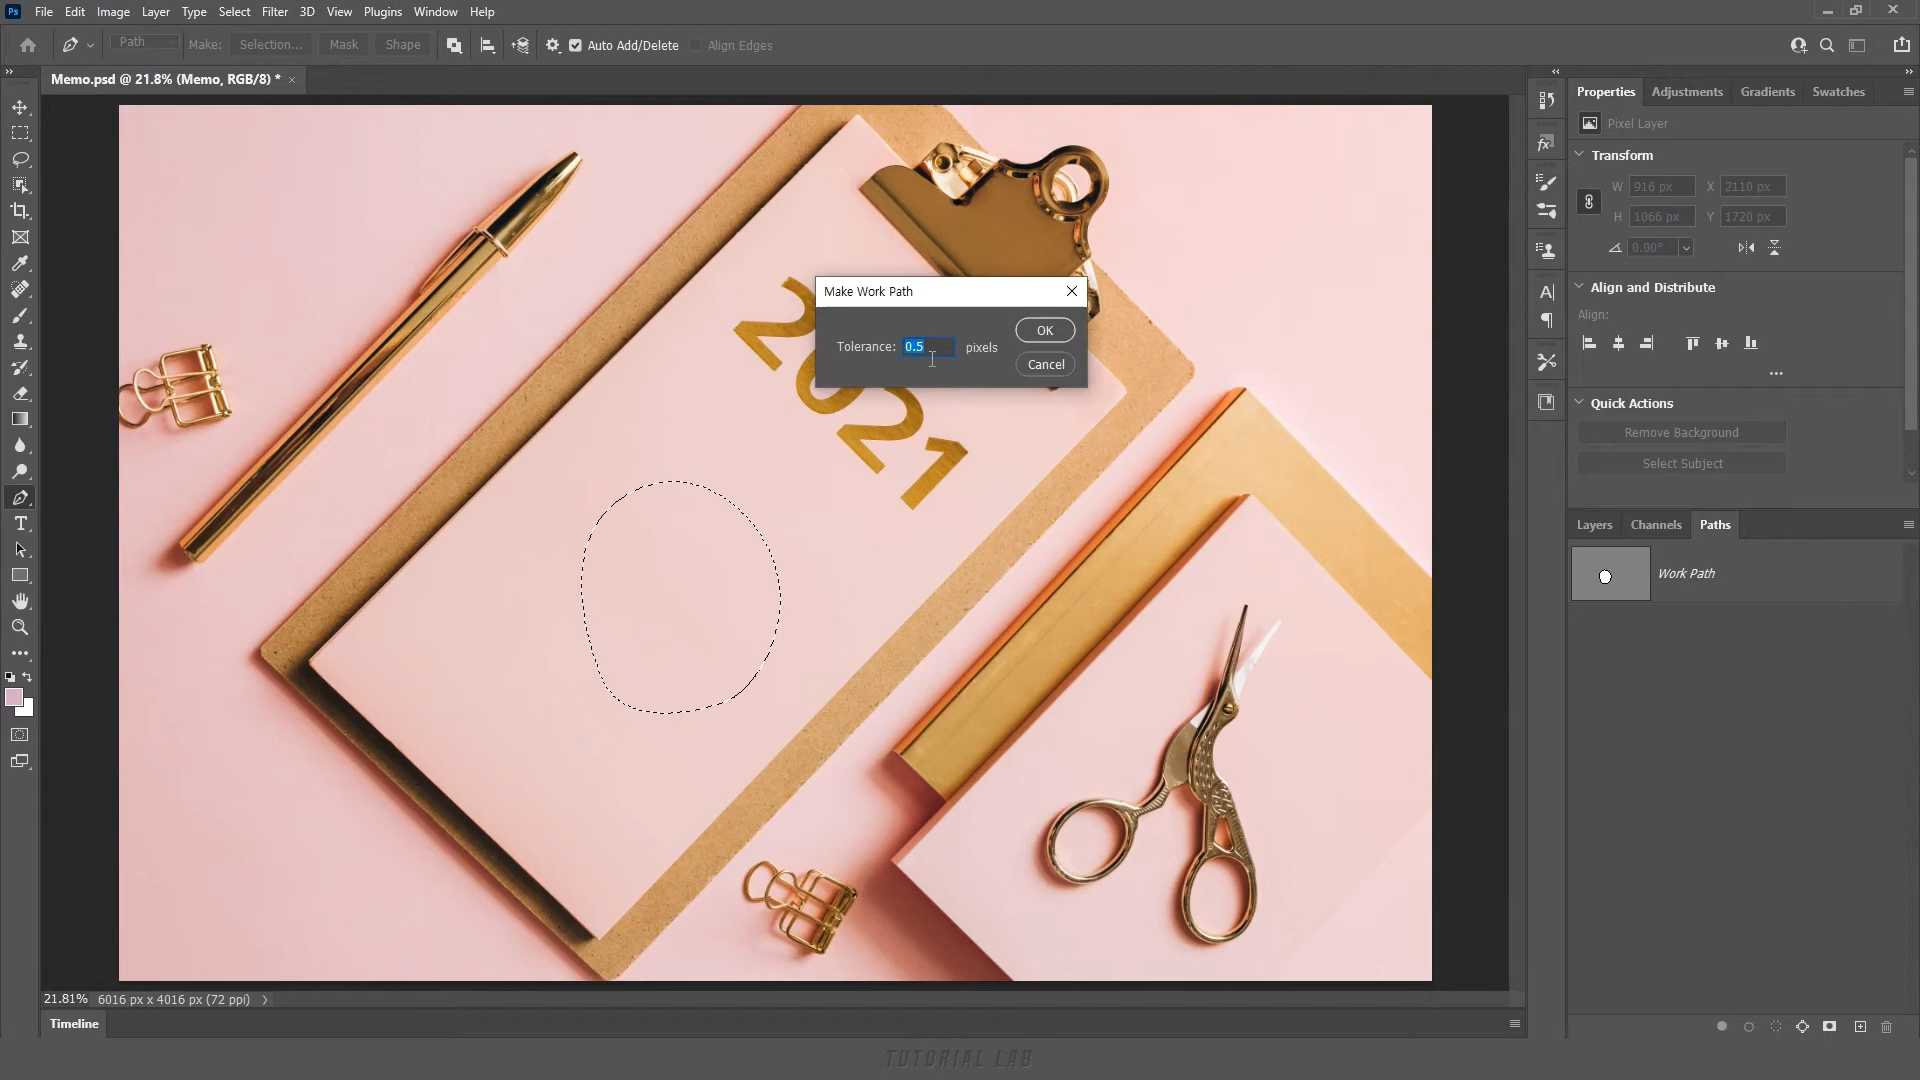 Ps File Edit Image Layer Type Select Filter 3D View Plugins Window Help
Path Make: Selection... Mask Shape Auto Add/Delete Align Edges
Memo.psd @ 21.8% (Memo, RGB/8) *
Properties Adjustments Gradients Swatches
Pixel Layer
Transform
W 916 px X 2110 px
H 1066 px Y 1720 px
0.00°
Align and Distribute
Align:
Quick Actions
Remove Background
Select Subject
Layers Channels Paths
Work Path
Make Work Path
Tolerance: 0.5 pixels
OK
Cancel
2021
21.81% 6016 px x 4016 px (72 ppi)
Timeline
TUTORIAL LAB